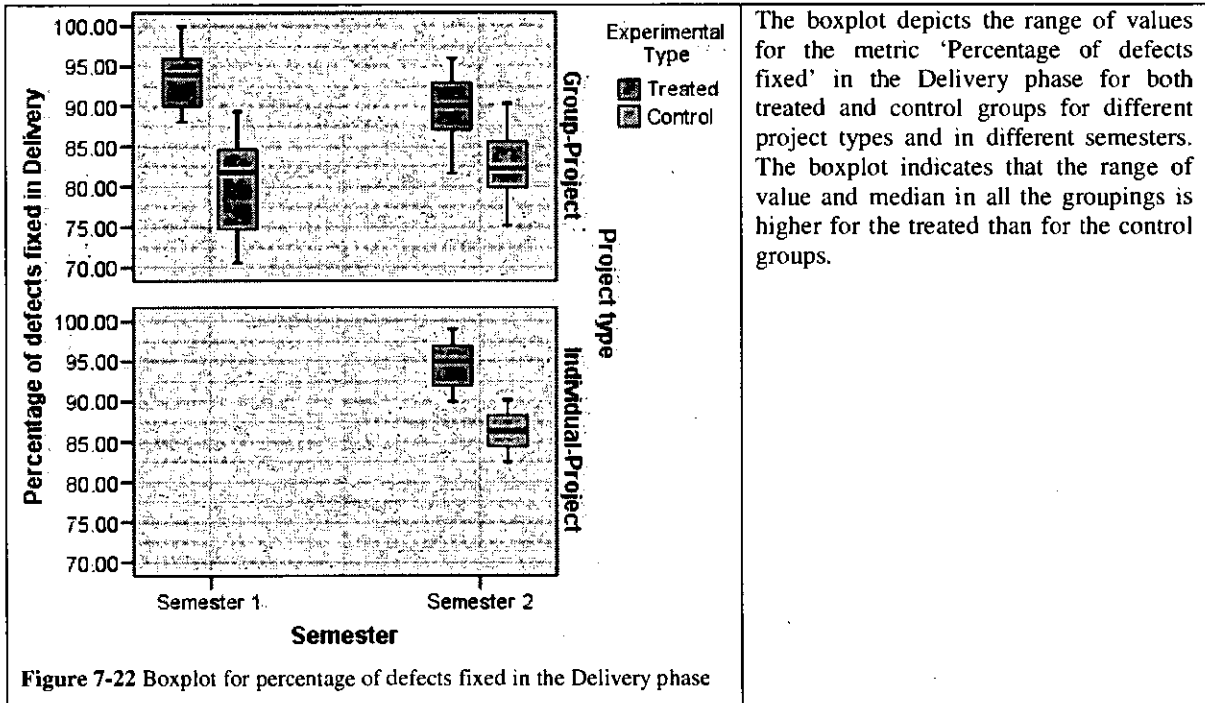 100.00
95.00
90.00
85.00
80.00
75.00
70.00
Group-Project
Experimental
Type
Treated
Control
Percentage of defects fixed in Delivery
Project type
100.00
95.00
90.00
85.00
80.00
75.00
70.00
Individual-Project
Semester 1
Semester 2
Semester
Figure 7-22 Boxplot for percentage of defects fixed in the Delivery phase
The boxplot depicts the range of values
for the metric ‘Percentage of defects
fixed’ in the Delivery phase for both
treated and control groups for different
project types and in different semesters.
The boxplot indicates that the range of
value and median in all the groupings is
higher for the treated than for the control
groups.